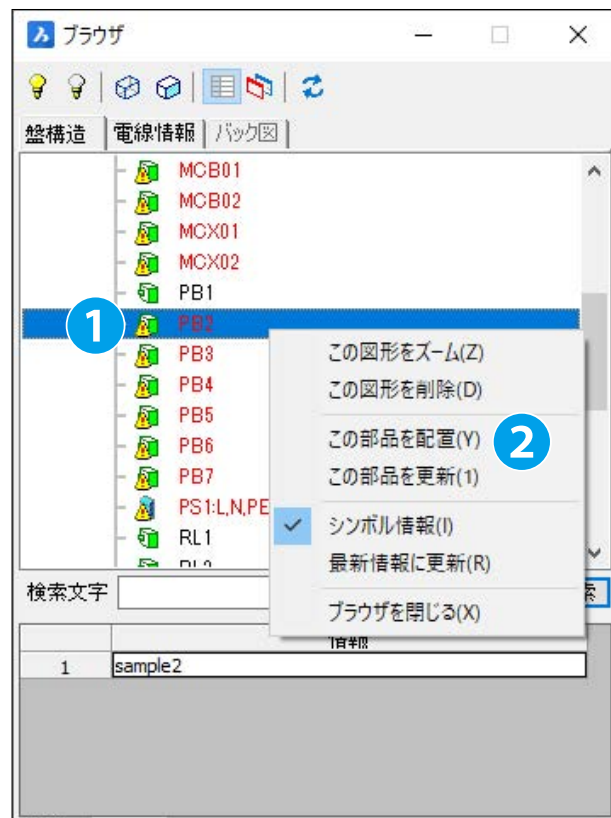 ブラウザ
盤構造 電線情報 バック図
MCB01
MCB02
MCX01
MCX02
PB1
1 PB2
PB3
PB4
PB5
PB6
PB7
PS1:L,N,PE
RL1
この図形をズーム(Z)
この図形を削除(D)
この部品を配置(Y) 2
この部品を更新(1)
シンボル情報(I)
最新情報に更新(R)
ブラウザを閉じる(X)
検索文字
情報
1 sample2